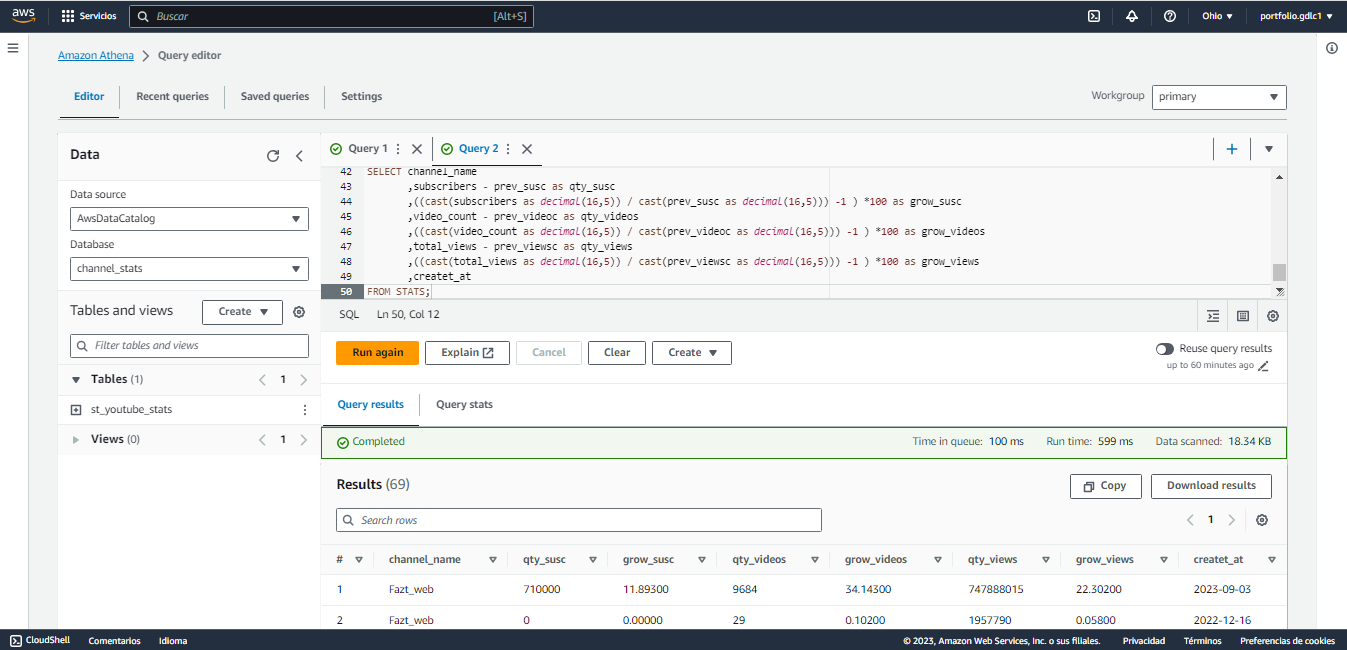 aws Servicios Buscar [Alt+S] Ohio portfolio.gdlc1
Amazon Athena Query editor
Editor Recent queries Saved queries Settings Workgroup primary
Data
Data source
AwsDataCatalog
Database
channel_stats
Tables and views Create
Filter tables and views
Tables (1) 1
st_youtube_stats
Views (0) 1
Query 1 Query 2
42 SELECT channel_name
43 ,subscribers - prev_susc as qty_susc
44 ,((cast(subscribers as decimal(16,5)) / cast(prev_susc as decimal(16,5))) -1 ) *100 as grow_susc
45 ,video_count - prev_videoc as qty_videos
46 ,((cast(video_count as decimal(16,5)) / cast(prev_videoc as decimal(16,5))) -1 ) *100 as grow_videos
47 ,total_views - prev_viewsc as qty_views
48 ,((cast(total_views as decimal(16,5)) / cast(prev_viewsc as decimal(16,5))) -1 ) *100 as grow_views
49 ,createt_at
50 FROM STATS;
SQL Ln 50, Col 12
Run again Explain Cancel Clear Create Reuse query results
up to 60 minutes ago
Query results Query stats
Completed Time in queue: 100 ms Run time: 599 ms Data scanned: 18.34 KB
Results (69) Copy Download results
Search rows 1
# channel_name qty_susc grow_susc qty_videos grow_videos qty_views grow_views createt_at
1 Fazt_web 710000 11.89300 9684 34.14300 747888015 22.30200 2023-09-03
2 Fazt_web 0 0.00000 29 0.10200 1957790 0.05800 2022-12-16
CloudShell Comentarios Idioma © 2023, Amazon Web Services, Inc. o sus filiales. Privacidad Términos Preferencias de cookies